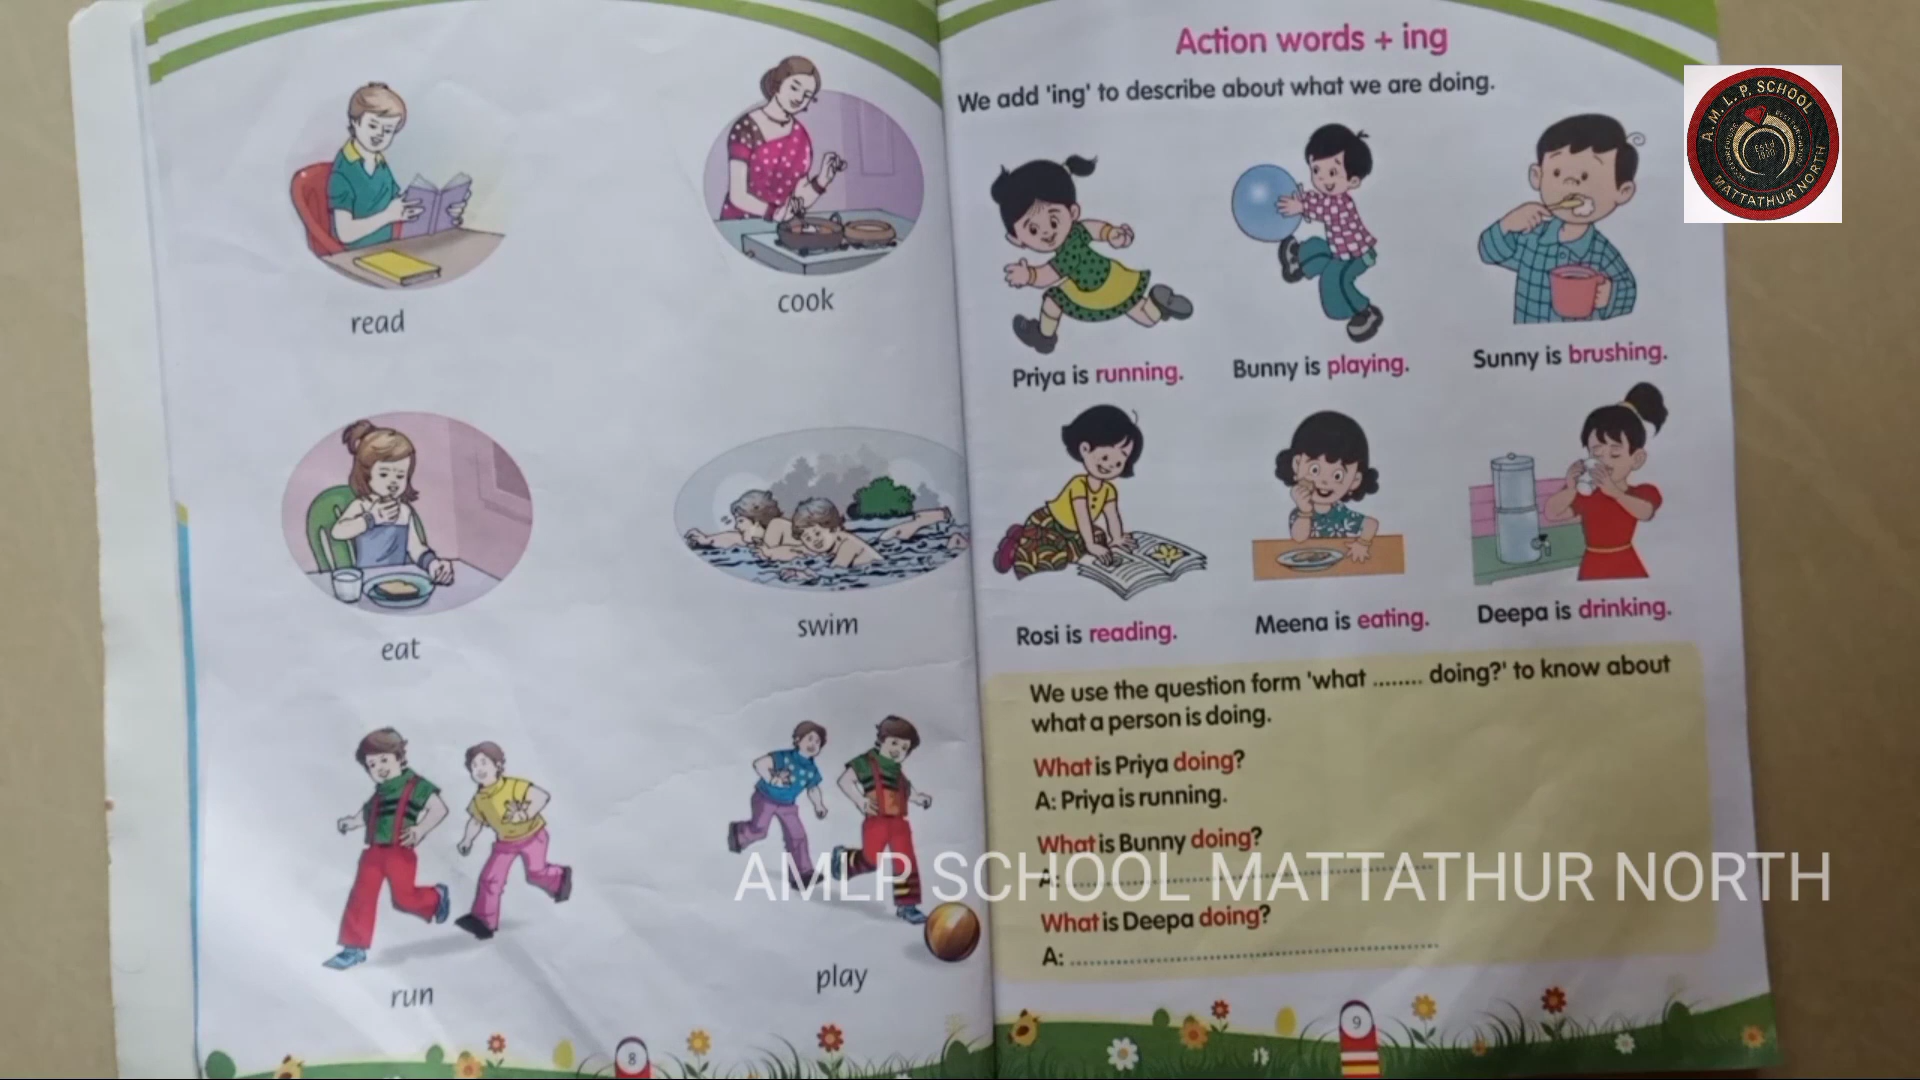 read
cook
eat
swim
run
play
8
Action words + ing
We add 'ing' to describe about what we are doing.
Priya is running.
Bunny is playing.
Sunny is brushing.
Rosi is reading.
Meena is eating.
Deepa is drinking.
We use the question form 'what ........ doing?' to know about
what a person is doing.
What is Priya doing?
A: Priya is running.
What is Bunny doing?
A: ................................................
What is Deepa doing?
A: ................................................
9
A.M.L.P. SCHOOL
MATTATHUR NORTH
Estd
AMLP SCHOOL MATTATHUR NORTH